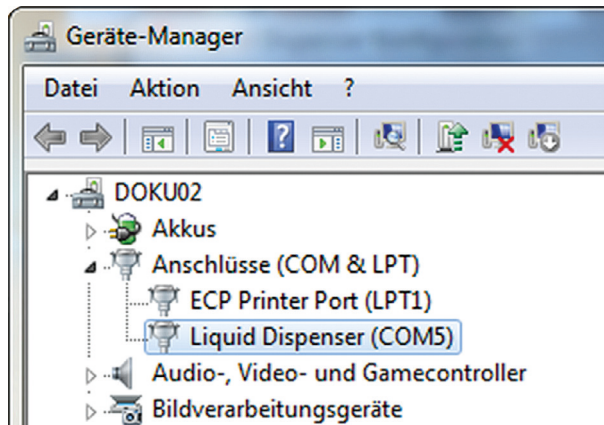 Geräte-Manager
Datei Aktion Ansicht ?
DOKU02
Akkus
Anschlüsse (COM & LPT)
ECP Printer Port (LPT1)
Liquid Dispenser (COM5)
Audio-, Video- und Gamecontroller
Bildverarbeitungsgeräte